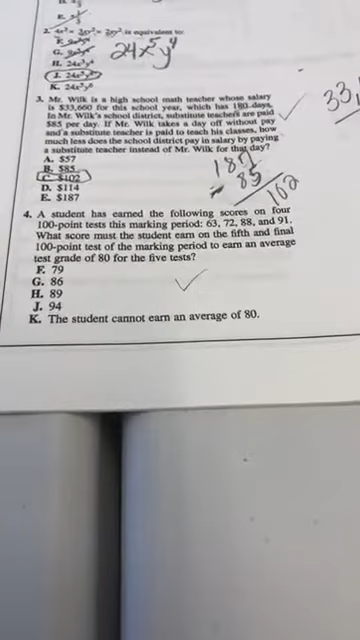 2. 4x² · 3x³y² · 2y² is equivalent to:
H. 24x⁵y⁴
K. 24x⁶y⁸
24x⁵y⁴
33,
3. Mr. Wilk is a high school math teacher whose salary
is $33,660 for this school year, which has 180 days.
In Mr. Wilk's school district, substitute teachers are paid
$85 per day. If Mr. Wilk takes a day off without pay
and a substitute teacher is paid to teach his classes, how
much less does the school district pay in salary by paying
a substitute teacher instead of Mr. Wilk for that day?
A. $57
B. $85
C. $102
D. $114
E. $187
187
- 85
102
4. A student has earned the following scores on four
100-point tests this marking period: 63, 72, 88, and 91.
What score must the student earn on the fifth and final
100-point test of the marking period to earn an average
test grade of 80 for the five tests?
F. 79
G. 86
H. 89
J. 94
K. The student cannot earn an average of 80.